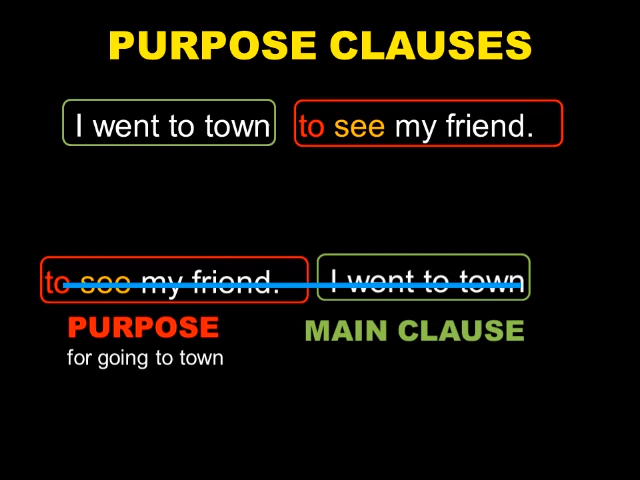 PURPOSE CLAUSES
I went to town to see my friend.
to see my friend. I went to town
PURPOSE MAIN CLAUSE
for going to town